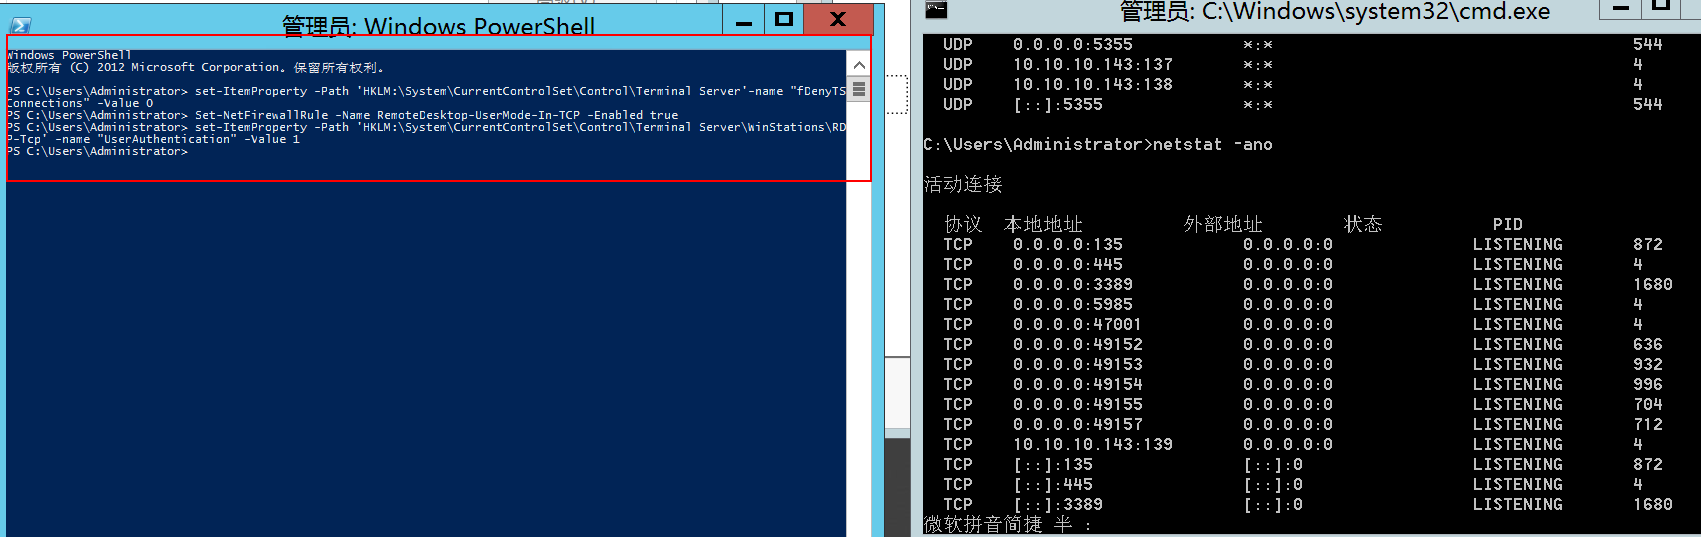 管理员: Windows PowerShell
Windows PowerShell
版权所有 (C) 2012 Microsoft Corporation。保留所有权利。
PS C:\Users\Administrator> set-ItemProperty -Path 'HKLM:\System\CurrentControlSet\Control\Terminal Server'-name "fDenyTS
Connections" -Value 0
PS C:\Users\Administrator> Set-NetFirewallRule -Name RemoteDesktop-UserMode-In-TCP -Enabled true
PS C:\Users\Administrator> set-ItemProperty -Path 'HKLM:\System\CurrentControlSet\Control\Terminal Server\WinStations\RD
P-Tcp' -name "UserAuthentication" -Value 1
PS C:\Users\Administrator>
管理员: C:\Windows\system32\cmd.exe
UDP 0.0.0.0:5355 *:* 544
UDP 10.10.10.143:137 *:* 4
UDP 10.10.10.143:138 *:* 4
UDP [::]:5355 *:* 544
C:\Users\Administrator>netstat -ano
活动连接
协议 本地地址 外部地址 状态 PID
TCP 0.0.0.0:135 0.0.0.0:0 LISTENING 872
TCP 0.0.0.0:445 0.0.0.0:0 LISTENING 4
TCP 0.0.0.0:3389 0.0.0.0:0 LISTENING 1680
TCP 0.0.0.0:5985 0.0.0.0:0 LISTENING 4
TCP 0.0.0.0:47001 0.0.0.0:0 LISTENING 4
TCP 0.0.0.0:49152 0.0.0.0:0 LISTENING 636
TCP 0.0.0.0:49153 0.0.0.0:0 LISTENING 932
TCP 0.0.0.0:49154 0.0.0.0:0 LISTENING 996
TCP 0.0.0.0:49155 0.0.0.0:0 LISTENING 704
TCP 0.0.0.0:49157 0.0.0.0:0 LISTENING 712
TCP 10.10.10.143:139 0.0.0.0:0 LISTENING 4
TCP [::]:135 [::]:0 LISTENING 872
TCP [::]:445 [::]:0 LISTENING 4
TCP [::]:3389 [::]:0 LISTENING 1680
微软拼音简捷 半 :